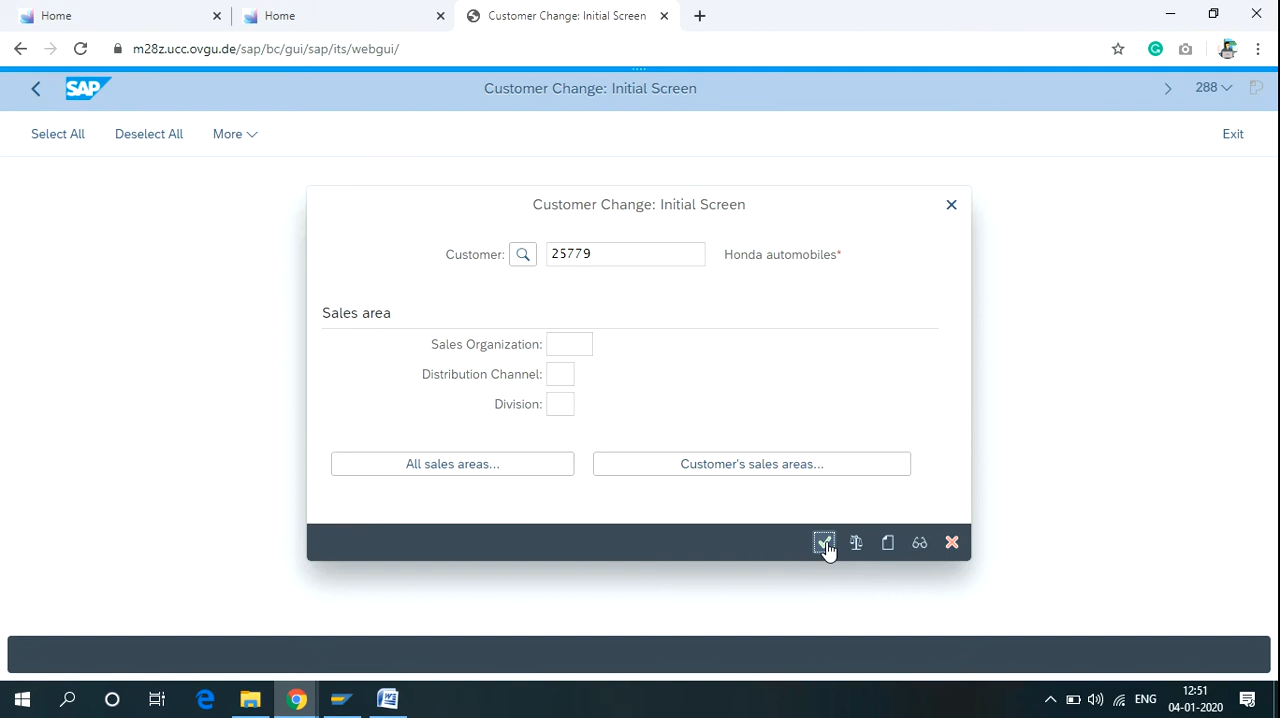 Home
Home
Customer Change: Initial Screen
m28z.ucc.ovgu.de/sap/bc/gui/sap/its/webgui/
SAP
Customer Change: Initial Screen
288
Select All
Deselect All
More
Exit
Customer Change: Initial Screen
Customer:
25779
Honda automobiles*
Sales area
Sales Organization:
Distribution Channel:
Division:
All sales areas...
Customer's sales areas...
ENG
12:51
04-01-2020